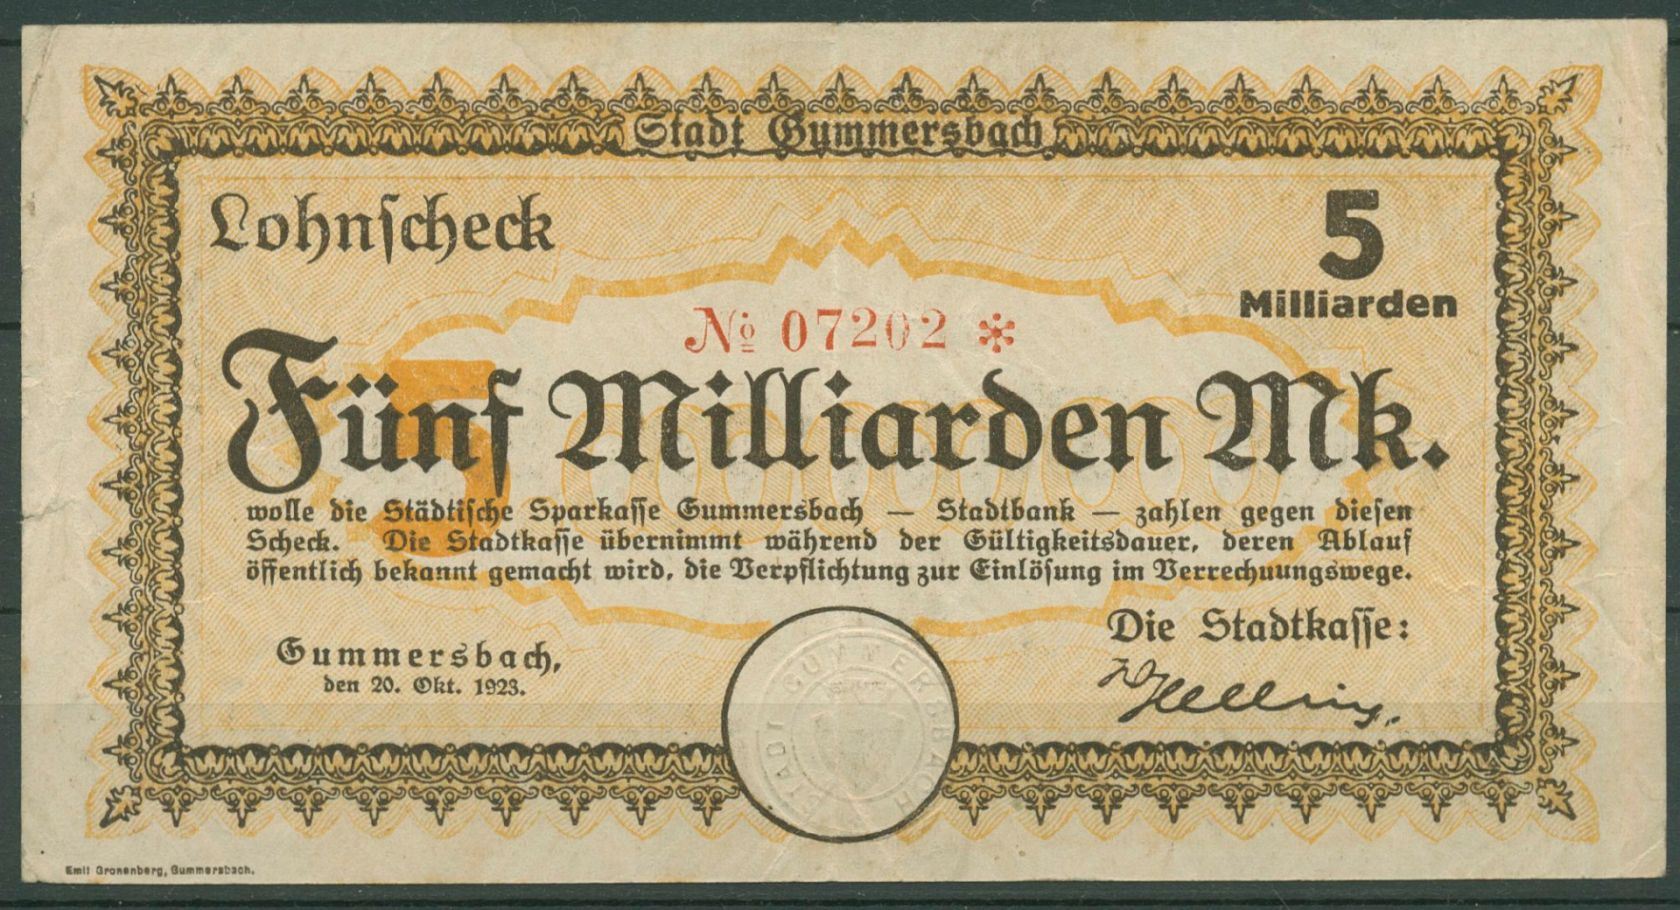 Stadt Gummersbach
Lohnscheck
5
Milliarden
№ 07202 *
Fünf Milliarden Mk.
wolle die Städtische Sparkasse Gummersbach — Stadtbank — zahlen gegen diesen
Scheck. Die Stadtkasse übernimmt während der Gültigkeitsdauer, deren Ablauf
öffentlich bekannt gemacht wird, die Verpflichtung zur Einlösung im Verrechnungswege.
Gummersbach,
den 20. Okt. 1923.
Die Stadtkasse:
STADT GUMMERSBACH
Emil Gronenberg, Gummersbach.